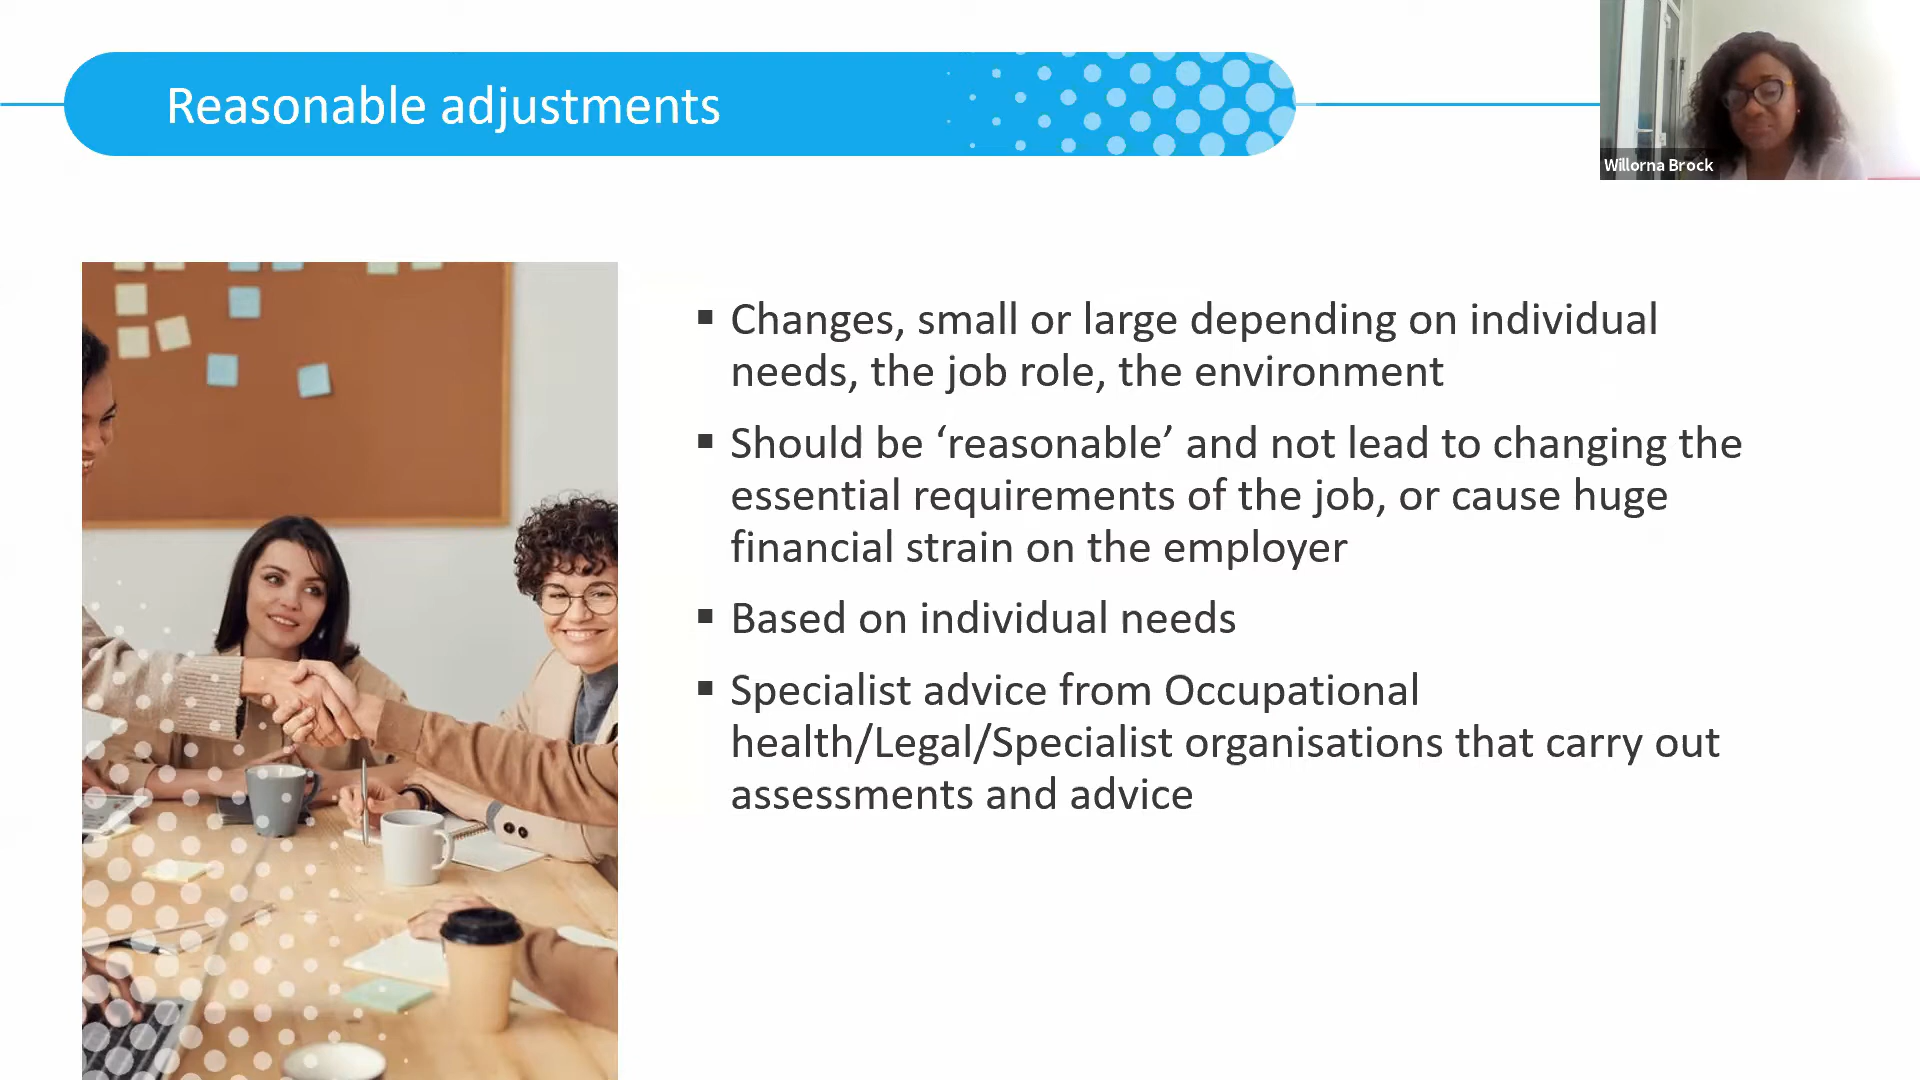 Reasonable adjustments
Willorna Brock
▪ Changes, small or large depending on individual
needs, the job role, the environment
▪ Should be ‘reasonable’ and not lead to changing the
essential requirements of the job, or cause huge
financial strain on the employer
▪ Based on individual needs
▪ Specialist advice from Occupational
health/Legal/Specialist organisations that carry out
assessments and advice